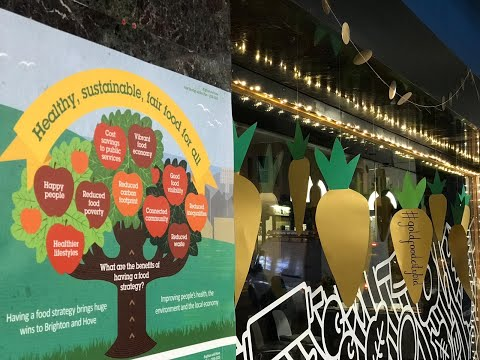 Healthy, sustainable, fair food for all
Cost
savings
to public
services
Vibrant
food
economy
Good
food
visibility
Happy
people
Reduced
food
poverty
Reduced
carbon
footprint
Connected
community
Reduced
inequalities
Healthier
lifestyles
Reduced
waste
What are the benefits of
having a food
strategy?
Having a food strategy brings huge
wins to Brighton and Hove
Improving people's health, the
environment and the local economy